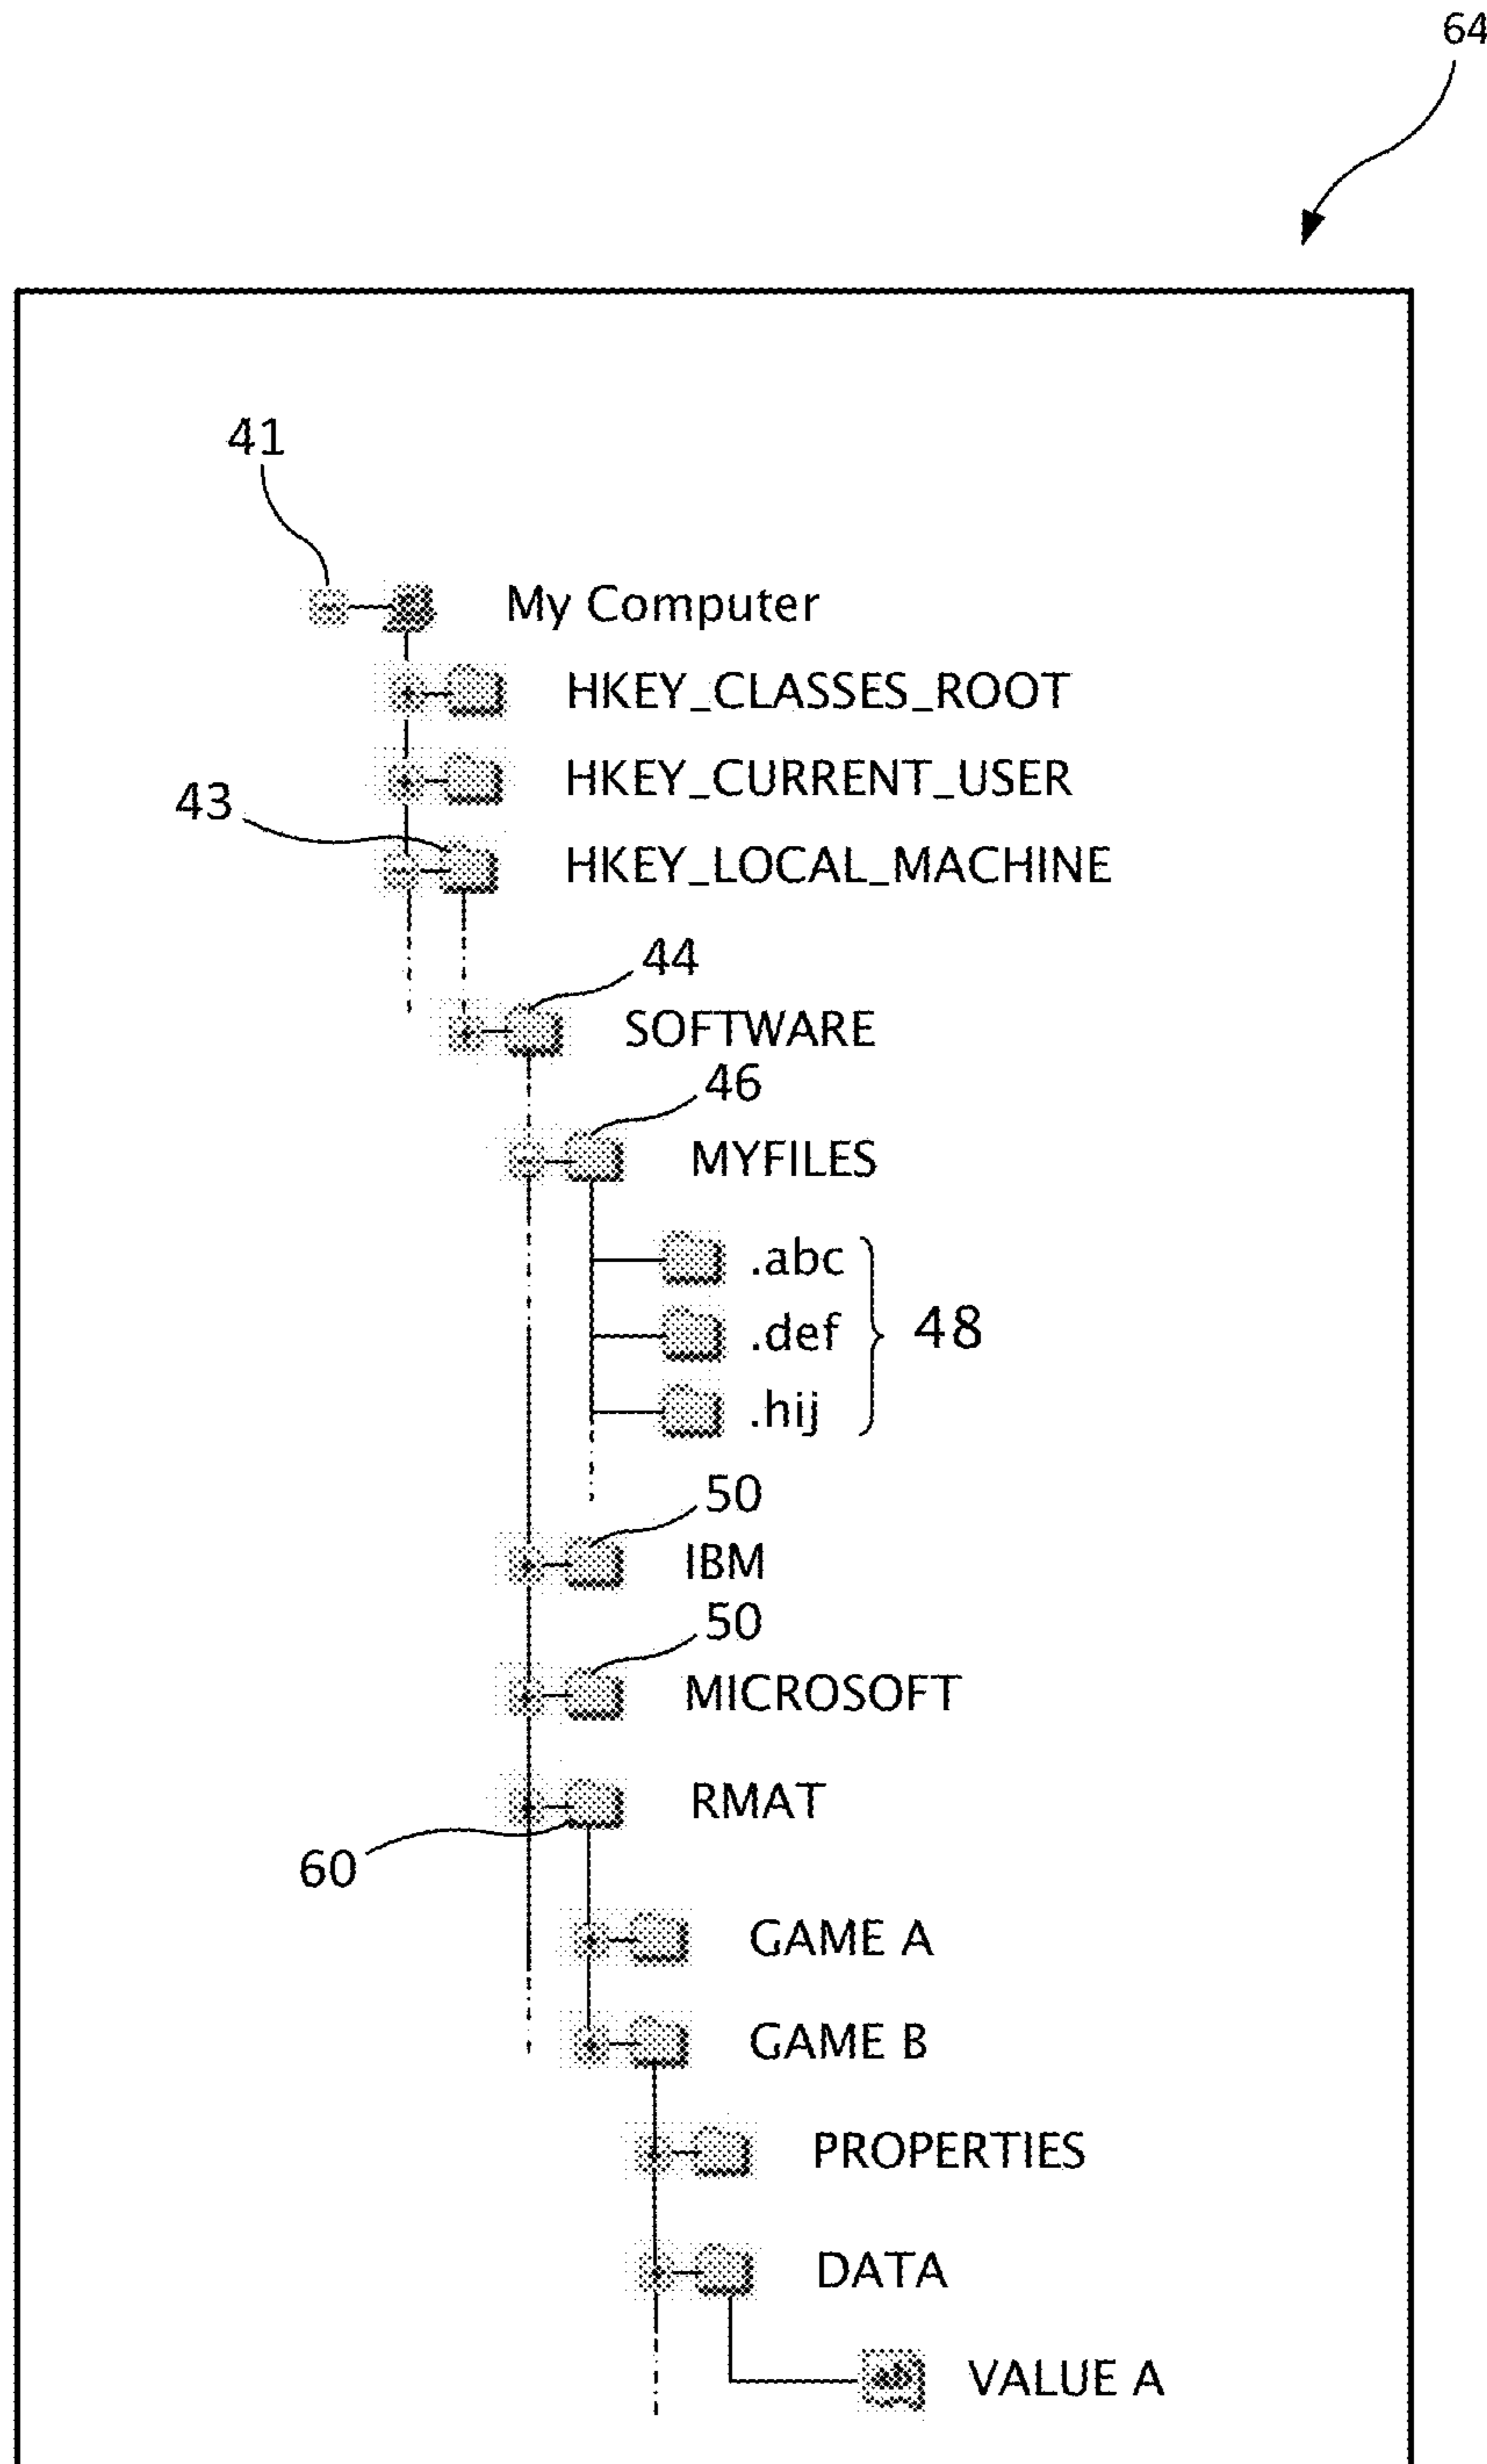 64
41
My Computer
HKEY_CLASSES_ROOT
HKEY_CURRENT_USER
43
HKEY_LOCAL_MACHINE
44
SOFTWARE
46
MYFILES
.abc
.def
48
.hij
50
IBM
50
MICROSOFT
RMAT
60
GAME A
GAME B
PROPERTIES
DATA
VALUE A